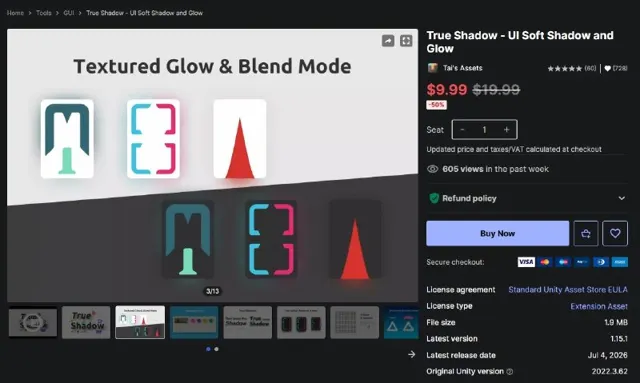 Home > Tools > GUI > True Shadow - UI Soft Shadow and Glow
Textured Glow & Blend Mode
3/13
True Shadow - UI Soft Shadow and
Glow
Tai's Assets
(60) | (728)
$9.99 $19.99
-50%
Seat - 1 +
Updated price and taxes/VAT calculated at checkout
605 views in the past week
Refund policy
Buy Now
Secure checkout: VISA
License agreement Standard Unity Asset Store EULA
License type Extension Asset
File size 1.9 MB
Latest version 1.15.1
Latest release date Jul 4, 2026
Original Unity version 2022.3.62
True
Shadow